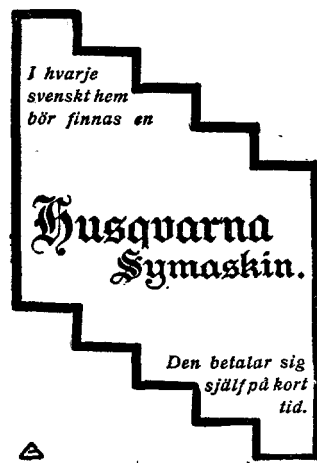 I hvarje
svenskt hem
bör finnas en
Husqvarna
Symaskin.
Den betalar sig
själf på kort
tid.